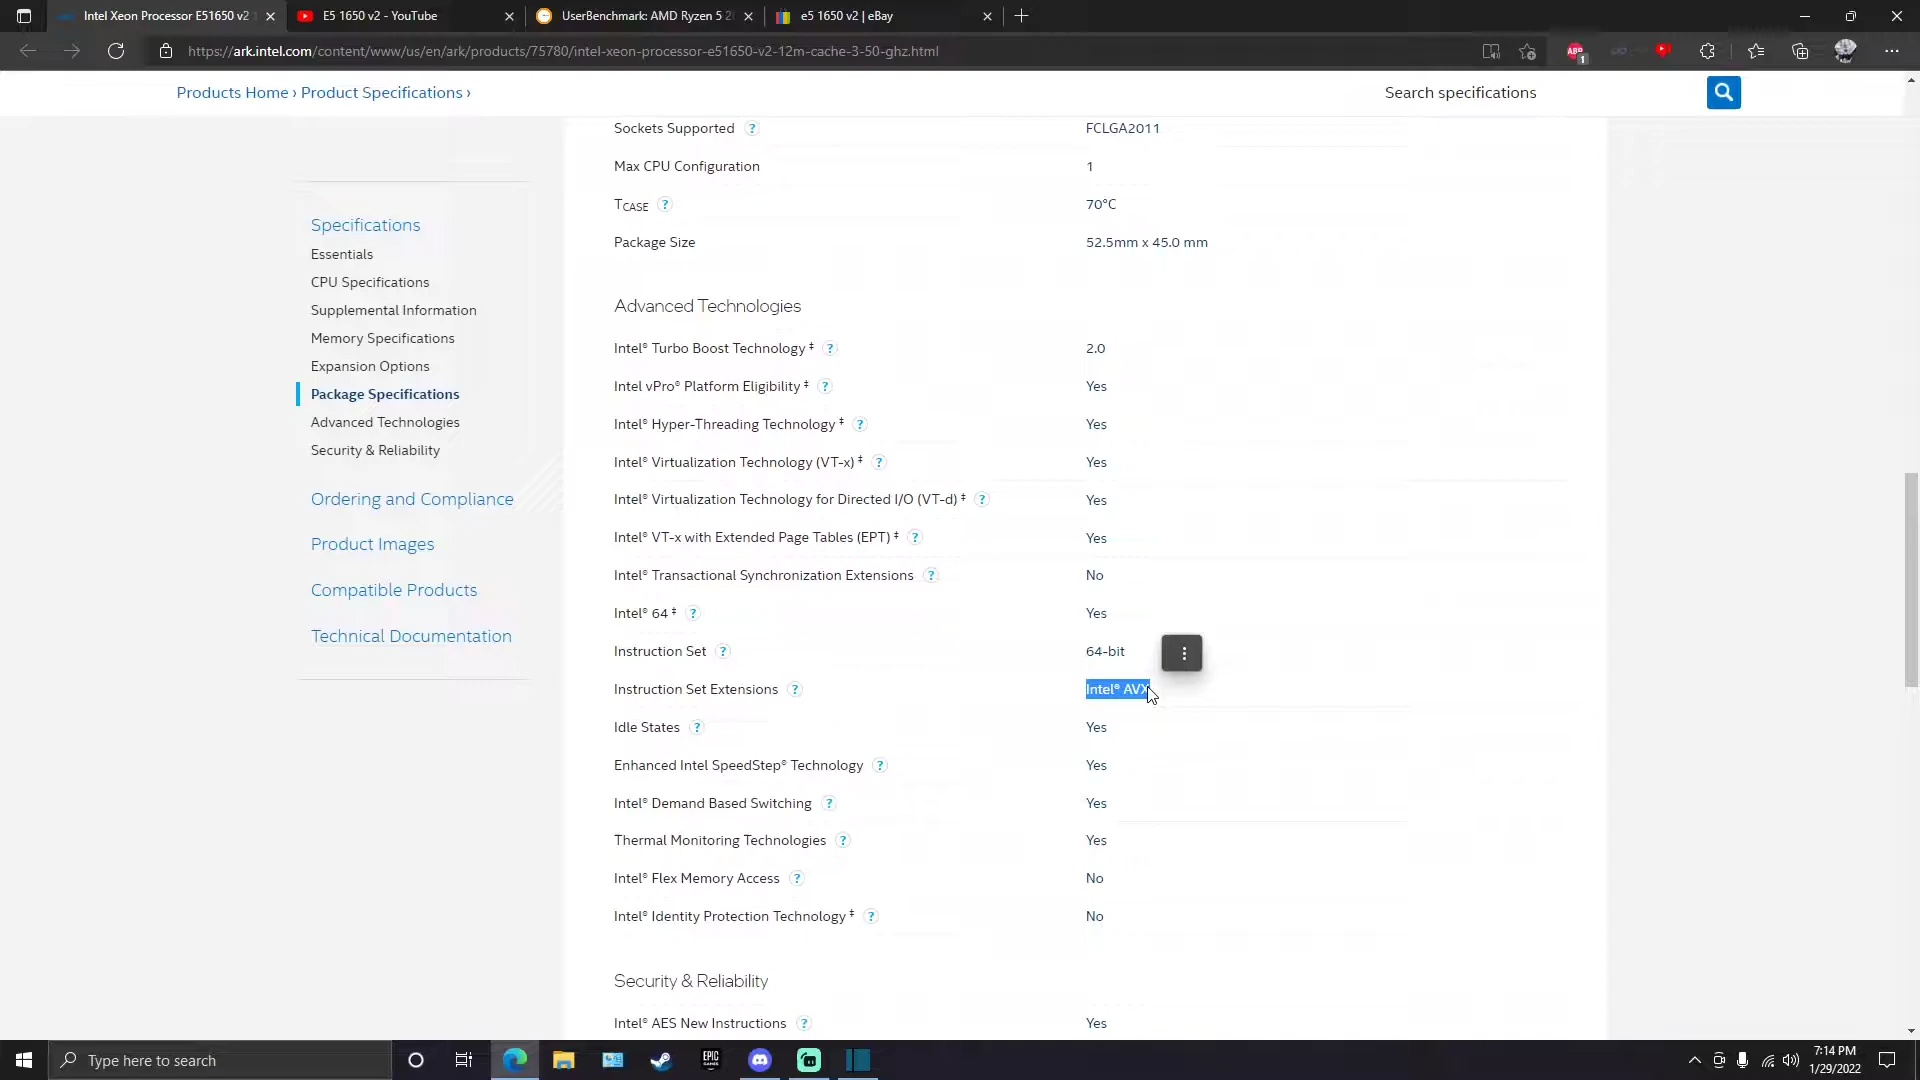 Intel Xeon Processor E51650 v2
E5 1650 v2 - YouTube
UserBenchmark: AMD Ryzen 5 2
e5 1650 v2 | eBay
https://ark.intel.com/content/www/us/en/ark/products/75780/intel-xeon-processor-e51650-v2-12m-cache-3-50-ghz.html
ABP
1
Products Home › Product Specifications ›
Search specifications
Specifications
Essentials
CPU Specifications
Supplemental Information
Memory Specifications
Expansion Options
Package Specifications
Advanced Technologies
Security & Reliability
Ordering and Compliance
Product Images
Compatible Products
Technical Documentation
Sockets Supported ? FCLGA2011
Max CPU Configuration 1
TCASE ? 70°C
Package Size 52.5mm x 45.0 mm
Advanced Technologies
Intel® Turbo Boost Technology ‡ ? 2.0
Intel vPro® Platform Eligibility ‡ ? Yes
Intel® Hyper-Threading Technology ‡ ? Yes
Intel® Virtualization Technology (VT-x) ‡ ? Yes
Intel® Virtualization Technology for Directed I/O (VT-d) ‡ ? Yes
Intel® VT-x with Extended Page Tables (EPT) ‡ ? Yes
Intel® Transactional Synchronization Extensions ? No
Intel® 64 ‡ ? Yes
Instruction Set ? 64-bit
Instruction Set Extensions ? Intel® AVX
Idle States ? Yes
Enhanced Intel SpeedStep® Technology ? Yes
Intel® Demand Based Switching ? Yes
Thermal Monitoring Technologies ? Yes
Intel® Flex Memory Access ? No
Intel® Identity Protection Technology ‡ ? No
Security & Reliability
Intel® AES New Instructions ? Yes
Type here to search
EPIC
GAMES
7:14 PM
1/29/2022